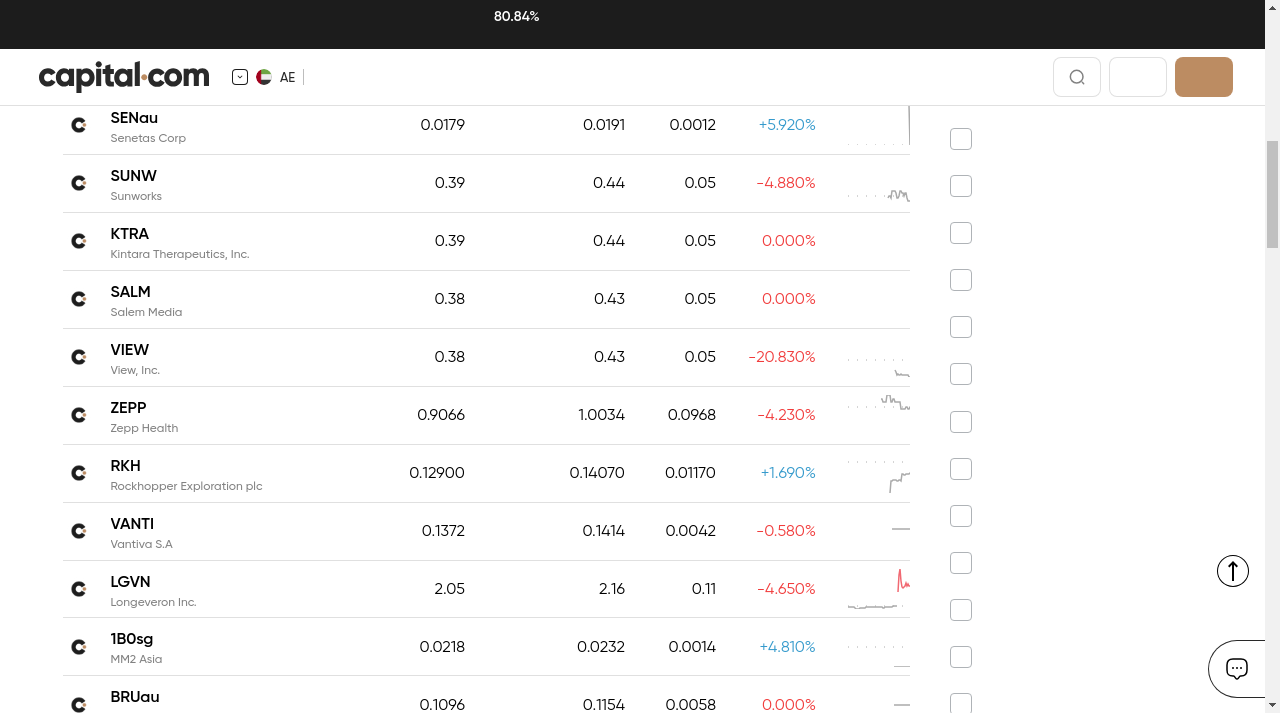 80.84%
capital.com
AE
SENau
Senetas Corp
0.0179 0.0191 0.0012 +5.920%
SUNW
Sunworks
0.39 0.44 0.05 -4.880%
KTRA
Kintara Therapeutics, Inc.
0.39 0.44 0.05 0.000%
SALM
Salem Media
0.38 0.43 0.05 0.000%
VIEW
View, Inc.
0.38 0.43 0.05 -20.830%
ZEPP
Zepp Health
0.9066 1.0034 0.0968 -4.230%
RKH
Rockhopper Exploration plc
0.12900 0.14070 0.01170 +1.690%
VANTI
Vantiva S.A
0.1372 0.1414 0.0042 -0.580%
LGVN
Longeveron Inc.
2.05 2.16 0.11 -4.650%
1B0sg
MM2 Asia
0.0218 0.0232 0.0014 +4.810%
BRUau
0.1096 0.1154 0.0058 0.000%